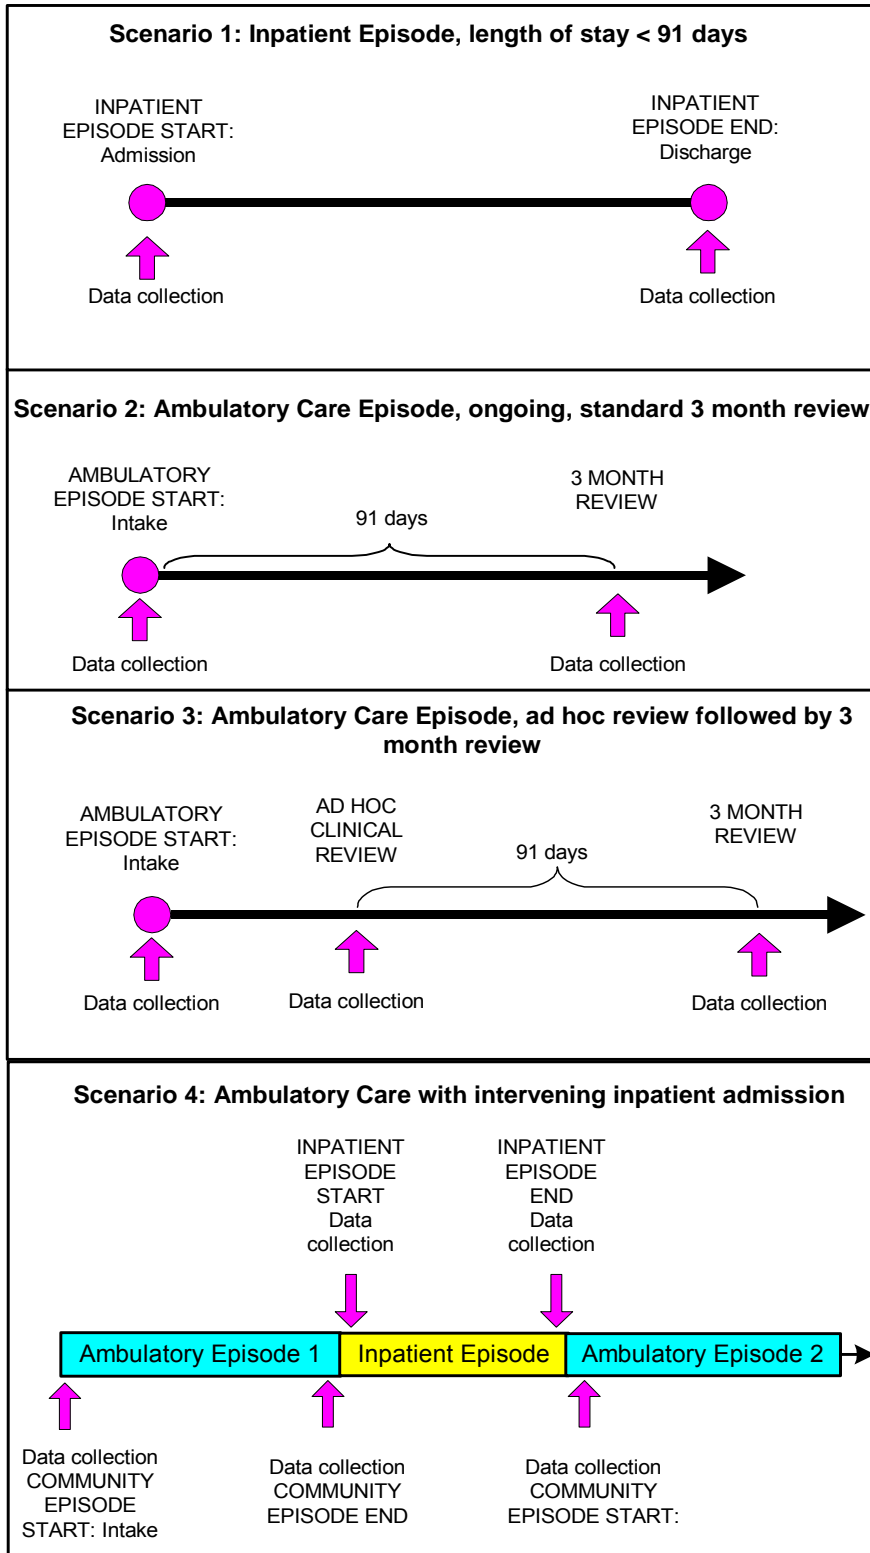 Scenario 1: Inpatient Episode, length of stay < 91 days
INPATIENT
EPISODE START:
Admission
INPATIENT
EPISODE END:
Discharge
Data collection
Data collection
Scenario 2: Ambulatory Care Episode, ongoing, standard 3 month review
AMBULATORY
EPISODE START:
Intake
91 days
3 MONTH
REVIEW
Data collection
Data collection
Scenario 3: Ambulatory Care Episode, ad hoc review followed by 3
month review
AMBULATORY
EPISODE START:
Intake
AD HOC
CLINICAL
REVIEW
91 days
3 MONTH
REVIEW
Data collection
Data collection
Data collection
Scenario 4: Ambulatory Care with intervening inpatient admission
INPATIENT
EPISODE
START
Data
collection
INPATIENT
EPISODE
END
Data
collection
Ambulatory Episode 1
Inpatient Episode
Ambulatory Episode 2
Data collection
COMMUNITY
EPISODE
START: Intake
Data collection
COMMUNITY
EPISODE END
Data collection
COMMUNITY
EPISODE START: